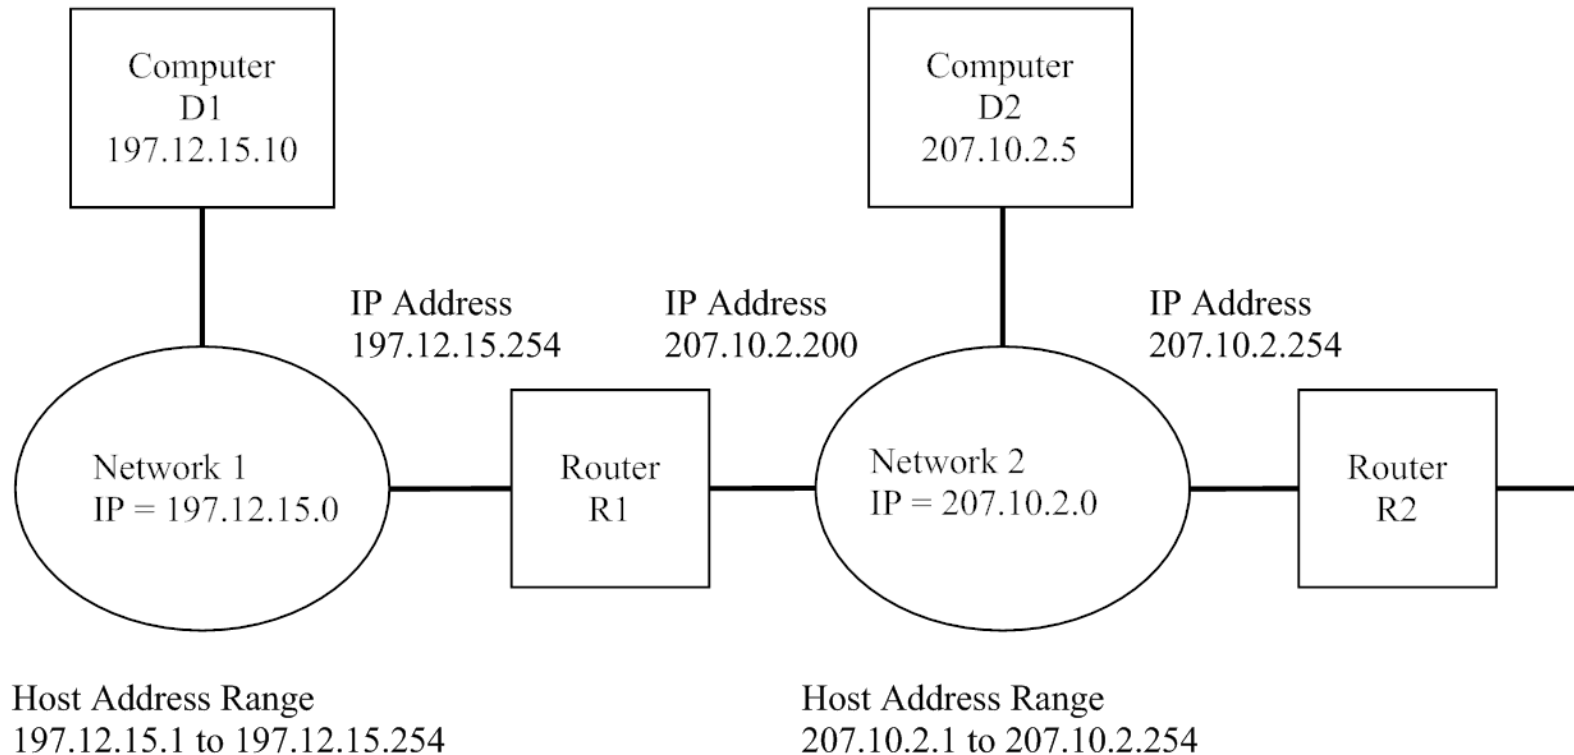 Computer
D1
197.12.15.10
Computer
D2
207.10.2.5
IP Address
197.12.15.254
IP Address
207.10.2.200
IP Address
207.10.2.254
Network 1
IP = 197.12.15.0
Router
R1
Network 2
IP = 207.10.2.0
Router
R2
Host Address Range
197.12.15.1 to 197.12.15.254
Host Address Range
207.10.2.1 to 207.10.2.254